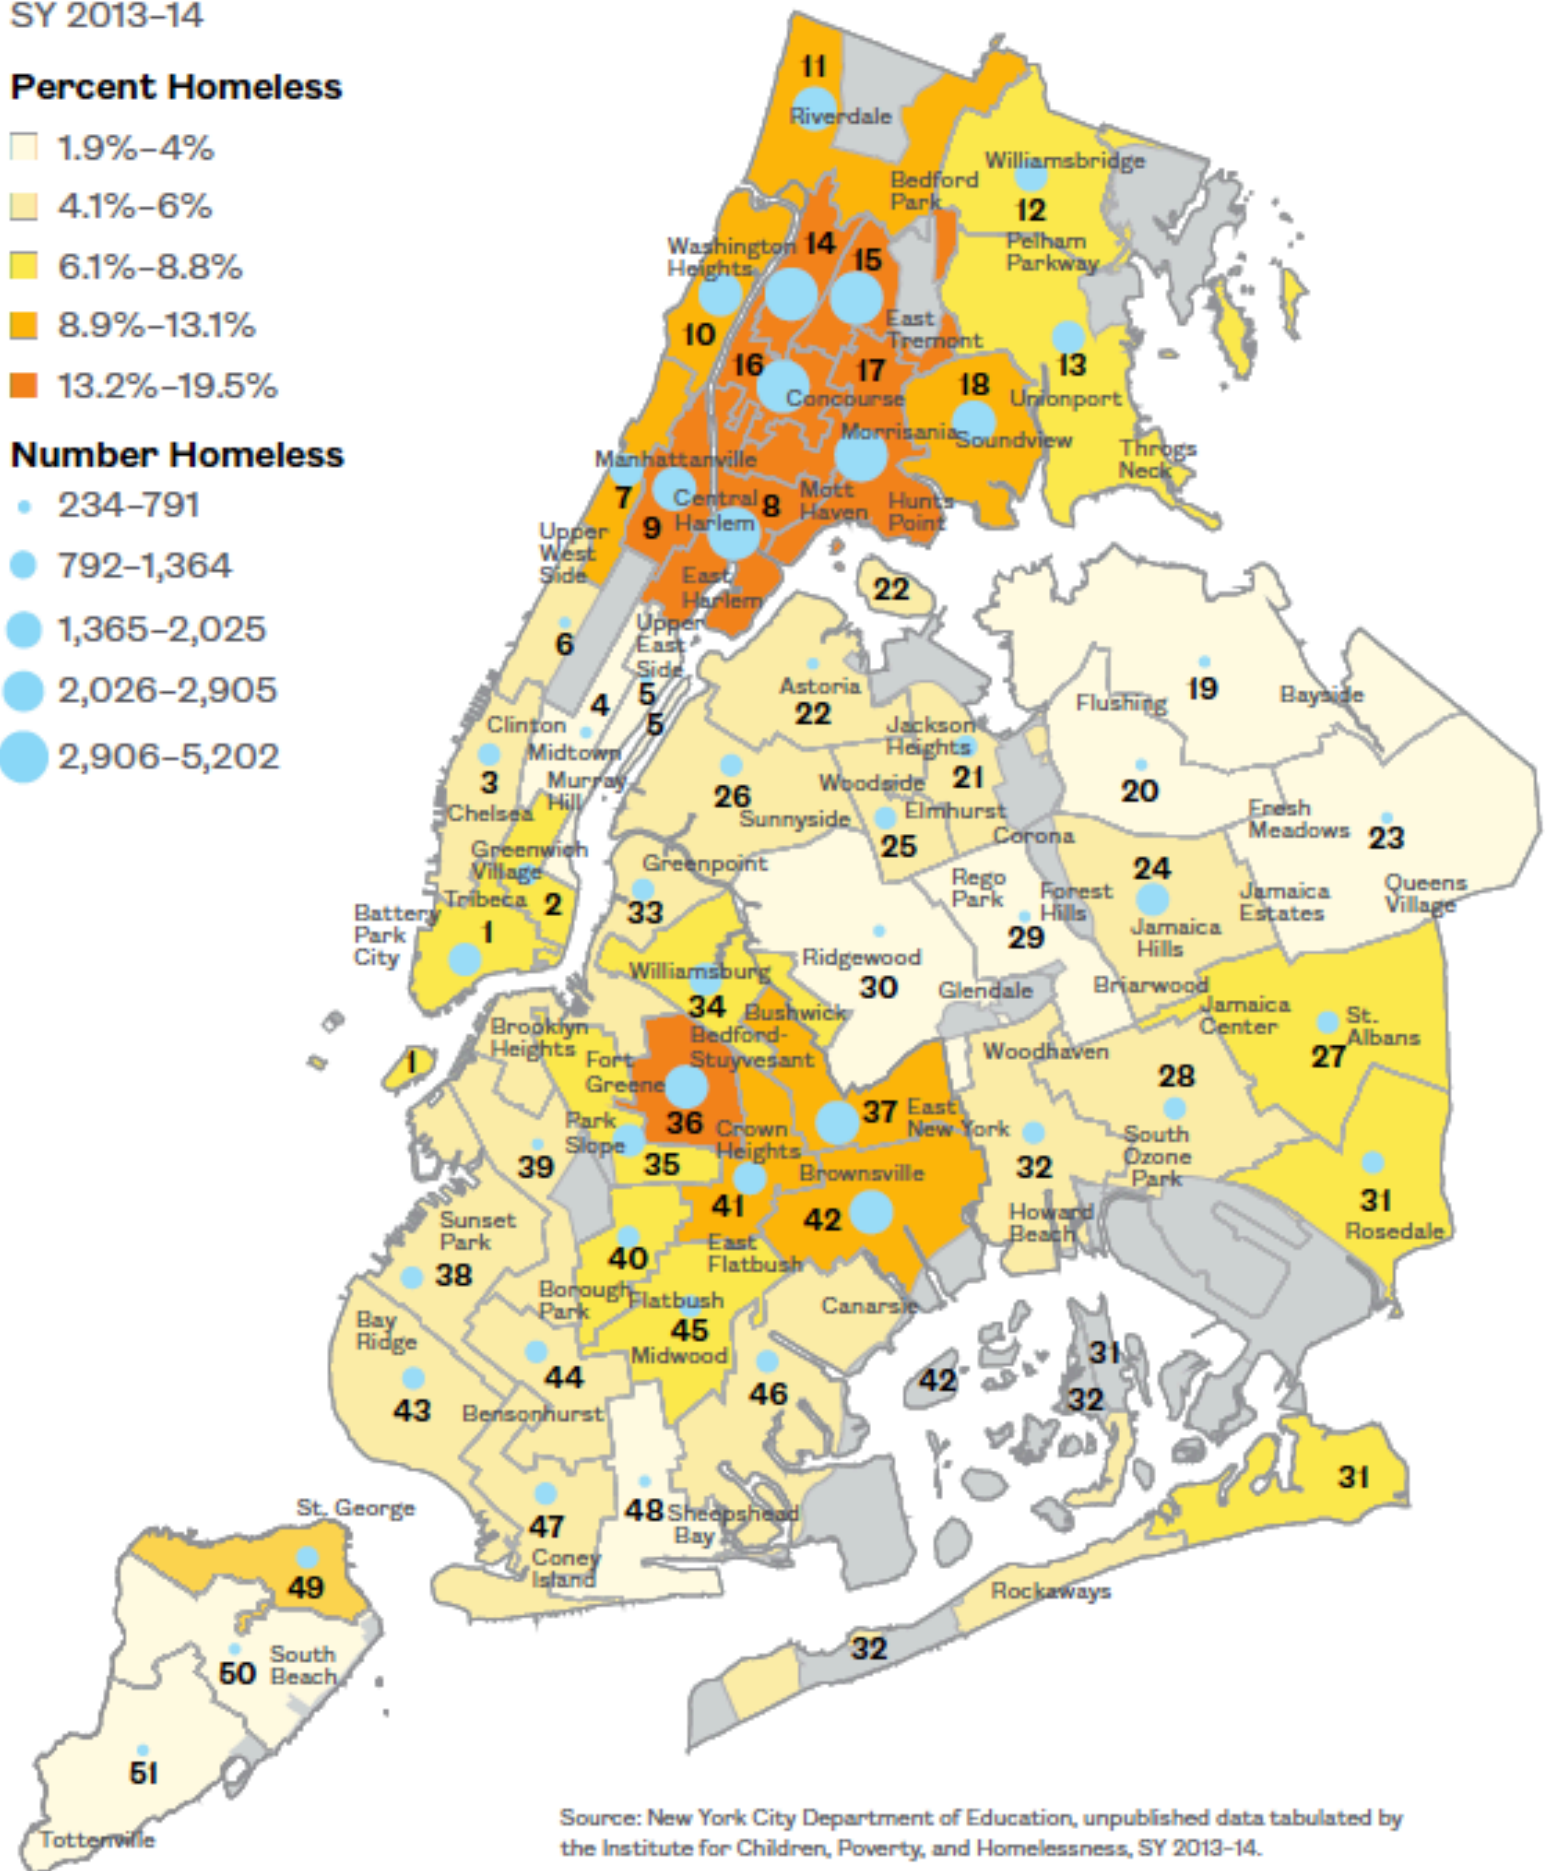 SY 2013–14
Percent Homeless
1.9%–4%
4.1%–6%
6.1%–8.8%
8.9%–13.1%
13.2%–19.5%
Number Homeless
234–791
792–1,364
1,365–2,025
2,026–2,905
2,906–5,202
11
Riverdale
Williamsbridge
12
Bedford
Park
Pelham
Parkway
Washington
Heights
14
15
10
East
Tremont
16
17
18
13
Concourse
Unionport
Morrisania
Soundview
Throgs
Neck
Manhattanville
7
Central
Harlem
8
9
Mott
Haven
Hunts
Point
Upper
West
Side
East
Harlem
22
Upper
East
Side
6
5
4
5
Astoria
22
19
Flushing
Bayside
Clinton
Midtown
Jackson
Heights
3
Murray
Hill
26
Woodside
21
20
Chelsea
Sunnyside
Elmhurst
Fresh
Meadows
23
Corona
25
Greenwich
Village
Greenpoint
24
Tribeca
2
33
Rego
Park
Forest
Hills
Jamaica
Estates
Queens
Village
Battery
Park
City
1
29
Jamaica
Hills
Ridgewood
30
Williamsburg
34
Glendale
Briarwood
Bushwick
Jamaica
Center
St.
Albans
27
Brooklyn
Heights
Bedford-
Stuyvesant
1
Fort
Greene
Woodhaven
28
36
37
East
New York
Park
Slope
Crown
Heights
South
Ozone
Park
39
35
32
Brownsville
41
42
31
Rosedale
Sunset
Park
38
40
East
Flatbush
Howard
Beach
Borough
Park
Flatbush
Canarsie
Bay
Ridge
45
Midwood
31
42
32
44
46
43
Bensonhurst
31
St. George
47
48
Sheepshead
Bay
Coney
Island
49
Rockaways
32
50
South
Beach
51
Tottenville
Source: New York City Department of Education, unpublished data tabulated by
the Institute for Children, Poverty, and Homelessness, SY 2013–14.